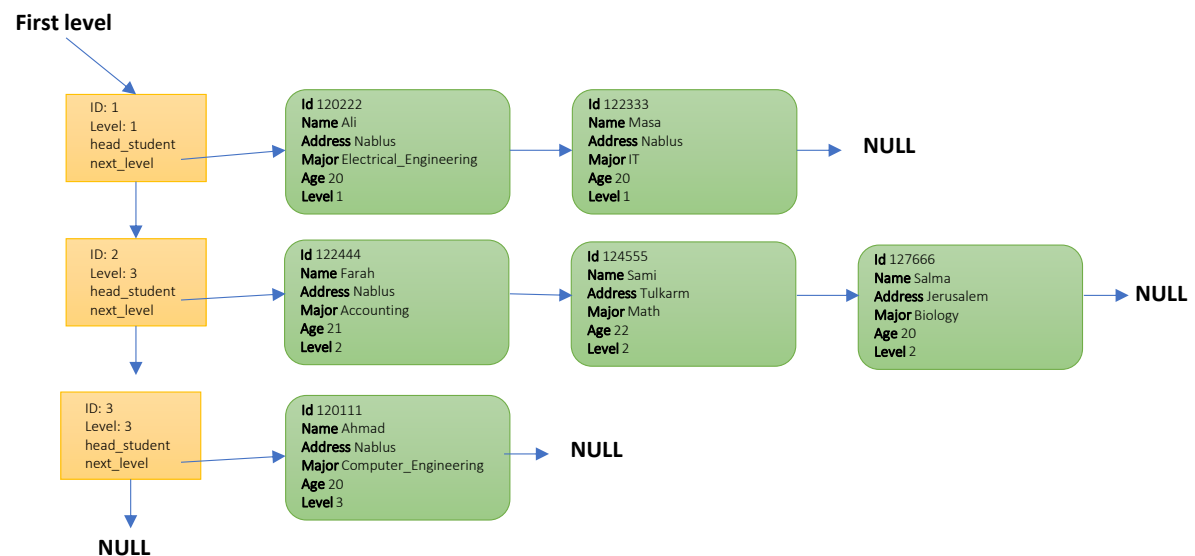 First level
ID: 1
Level: 1
head_student
next_level
Id 120222
Name Ali
Address Nablus
Major Electrical_Engineering
Age 20
Level 1
Id 122333
Name Masa
Address Nablus
Major IT
Age 20
Level 1
NULL
ID: 2
Level: 3
head_student
next_level
Id 122444
Name Farah
Address Nablus
Major Accounting
Age 21
Level 2
Id 124555
Name Sami
Address Tulkarm
Major Math
Age 22
Level 2
Id 127666
Name Salma
Address Jerusalem
Major Biology
Age 20
Level 2
NULL
ID: 3
Level: 3
head_student
next_level
Id 120111
Name Ahmad
Address Nablus
Major Computer_Engineering
Age 20
Level 3
NULL
NULL